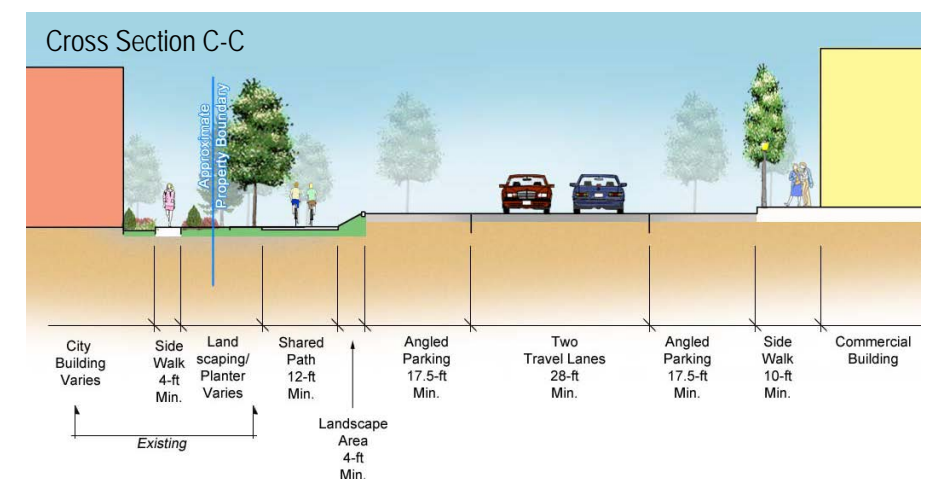 Cross Section C-C
Approximate
Property Boundary
City
Building
Varies
Side
Walk
4-ft
Min.
Land
scaping/
Planter
Varies
Shared
Path
12-ft
Min.
Landscape
Area
4-ft
Min.
Angled
Parking
17.5-ft
Min.
Two
Travel Lanes
28-ft
Min.
Angled
Parking
17.5-ft
Min.
Side
Walk
10-ft
Min.
Commercial
Building
Existing